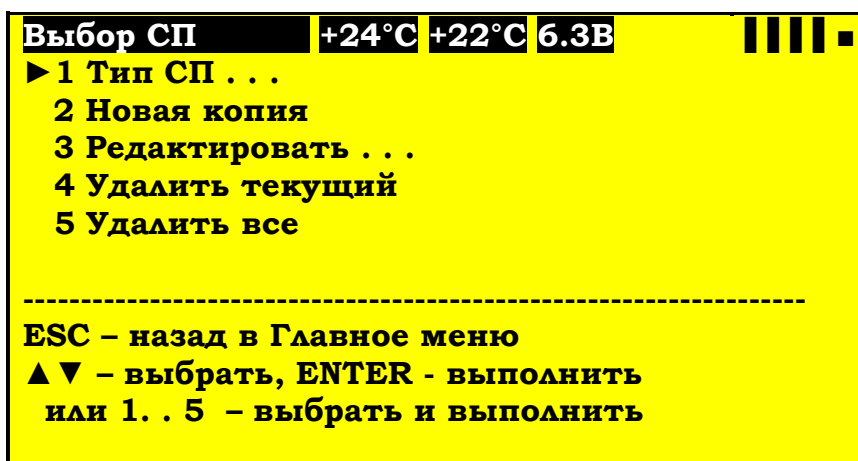 Выбор СП +24°C +22°C 6.3В
►1 Тип СП . . .
2 Новая копия
3 Редактировать . . .
4 Удалить текущий
5 Удалить все
--------------------------------------------------------------------
ESC – назад в Главное меню
▲▼ – выбрать, ENTER - выполнить
или 1. . 5 – выбрать и выполнить